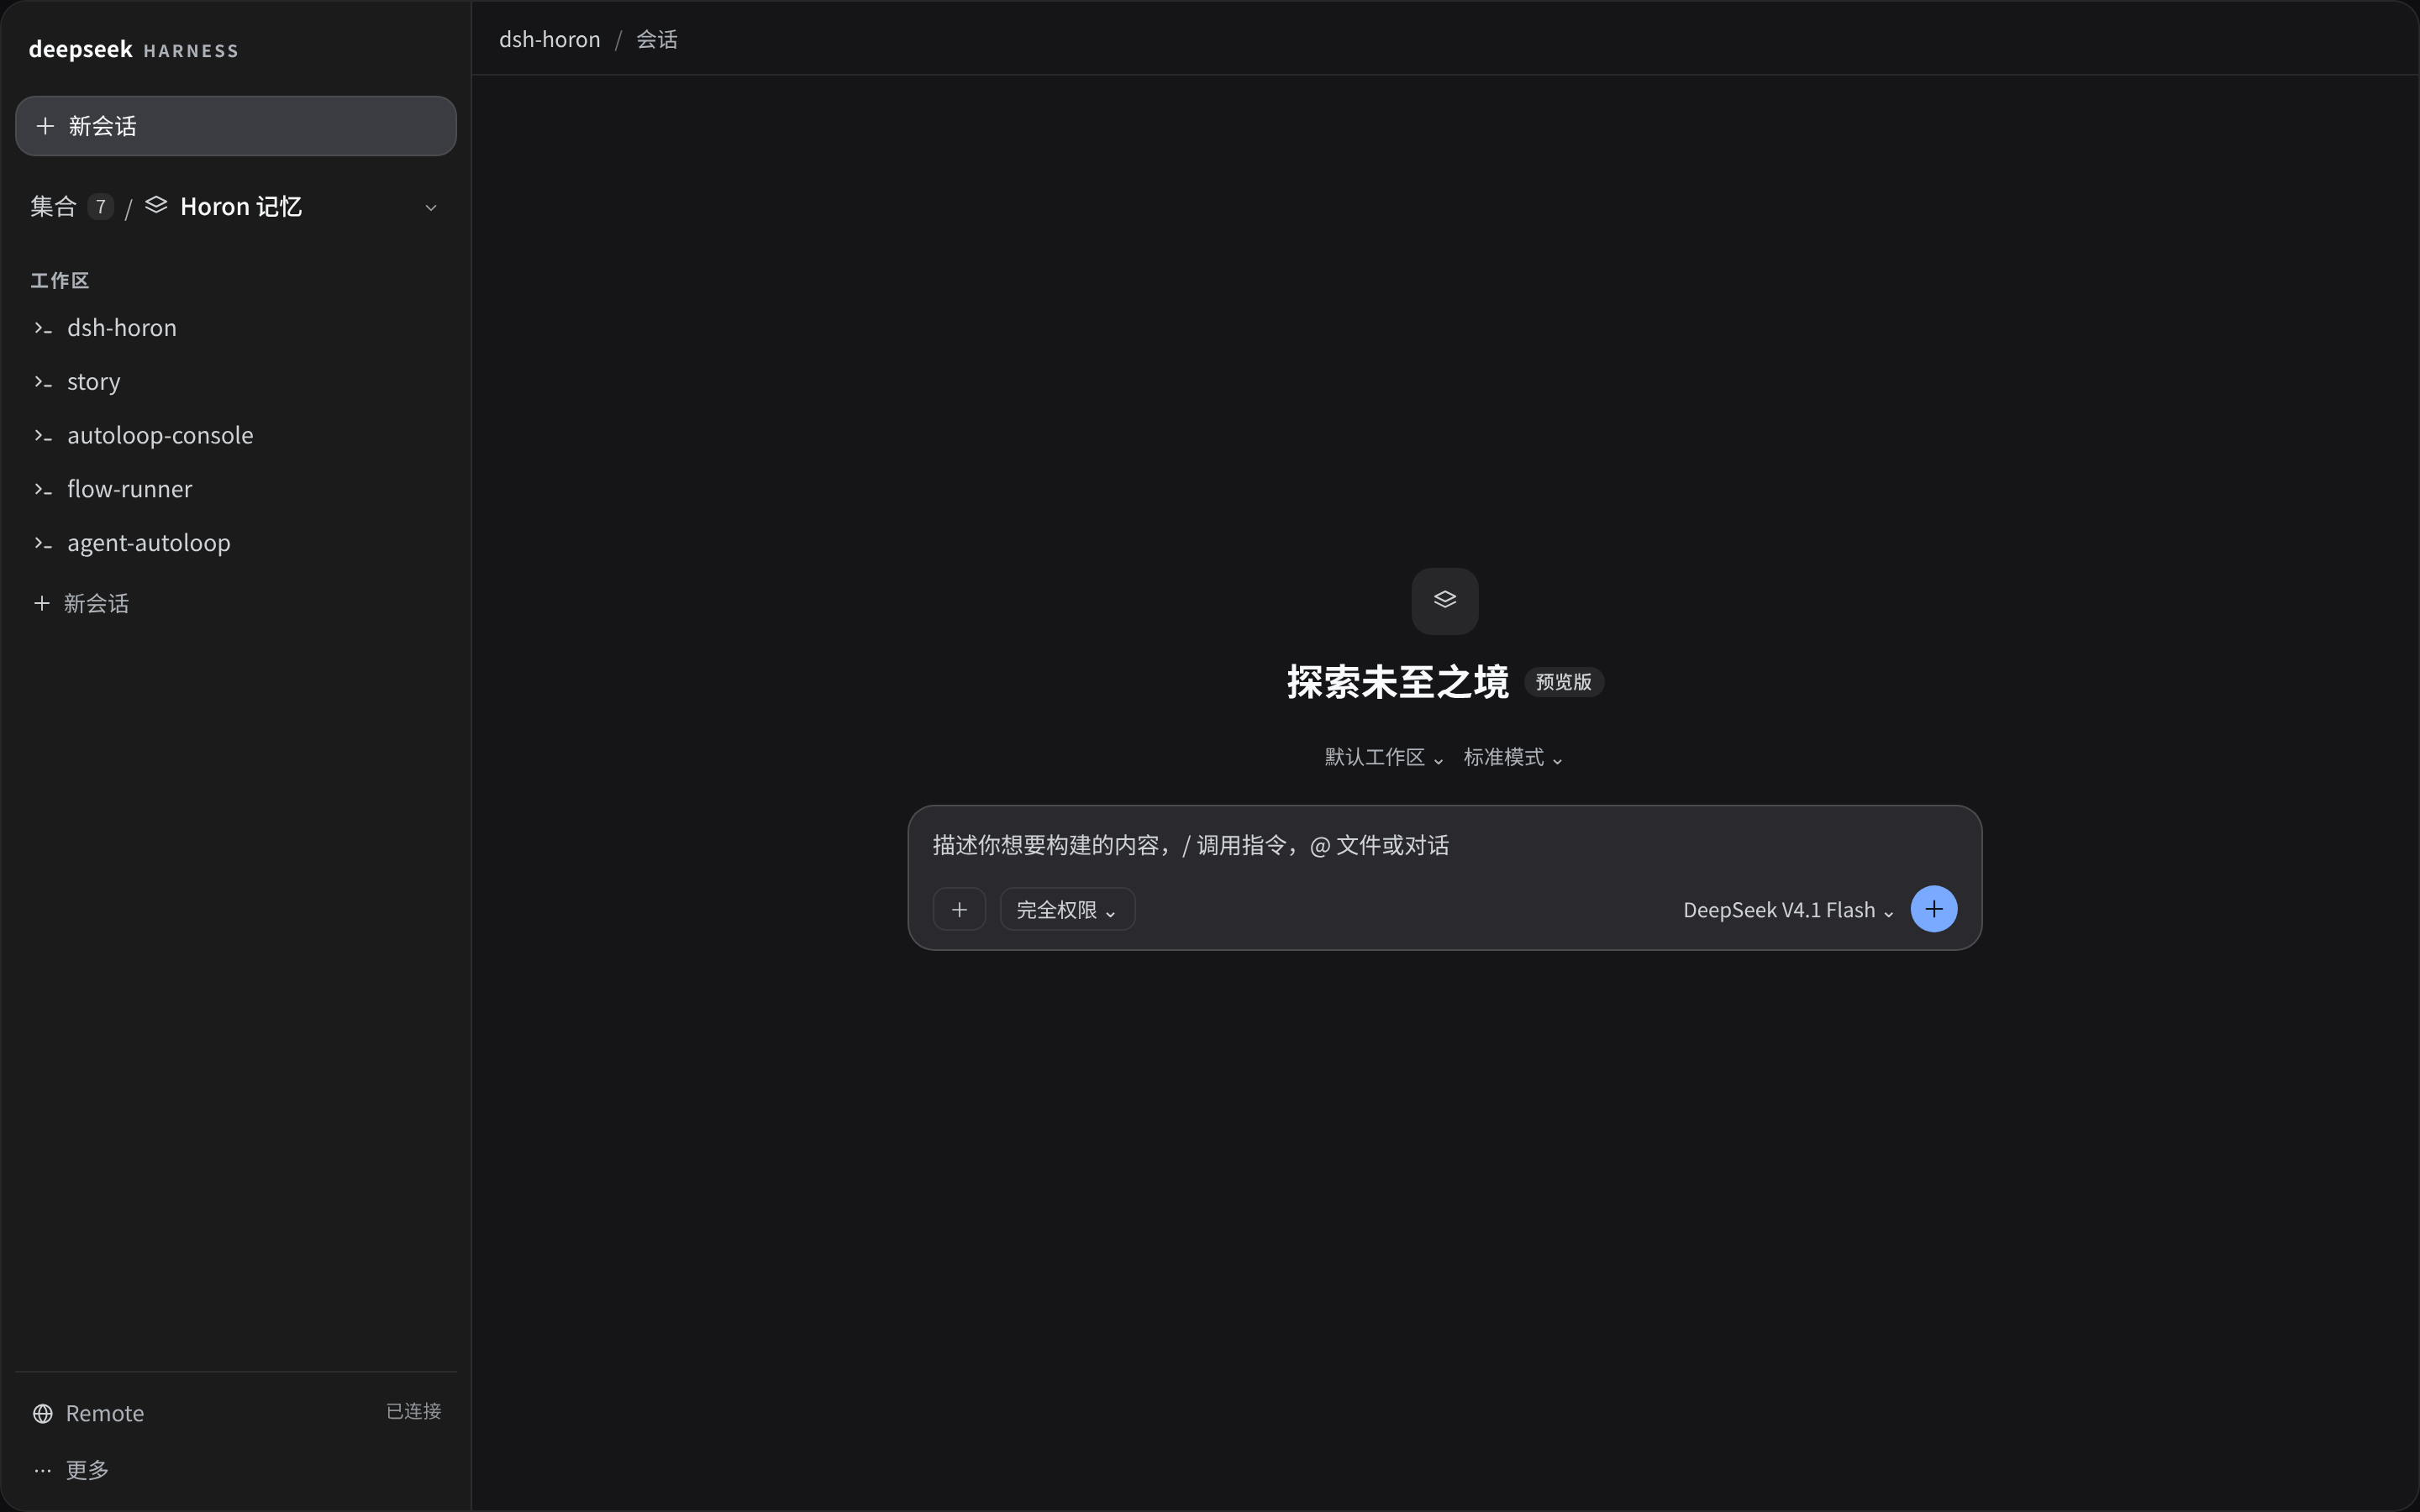 deepseek HARNESS
新会话
集合 7 / Horon 记忆
工作区
dsh-horon
story
autoloop-console
flow-runner
agent-autoloop
新会话
Remote 已连接
更多
dsh-horon / 会话
探索未至之境 预览版
默认工作区 标准模式
描述你想要构建的内容，/ 调用指令，@ 文件或对话
完全权限 DeepSeek V4.1 Flash